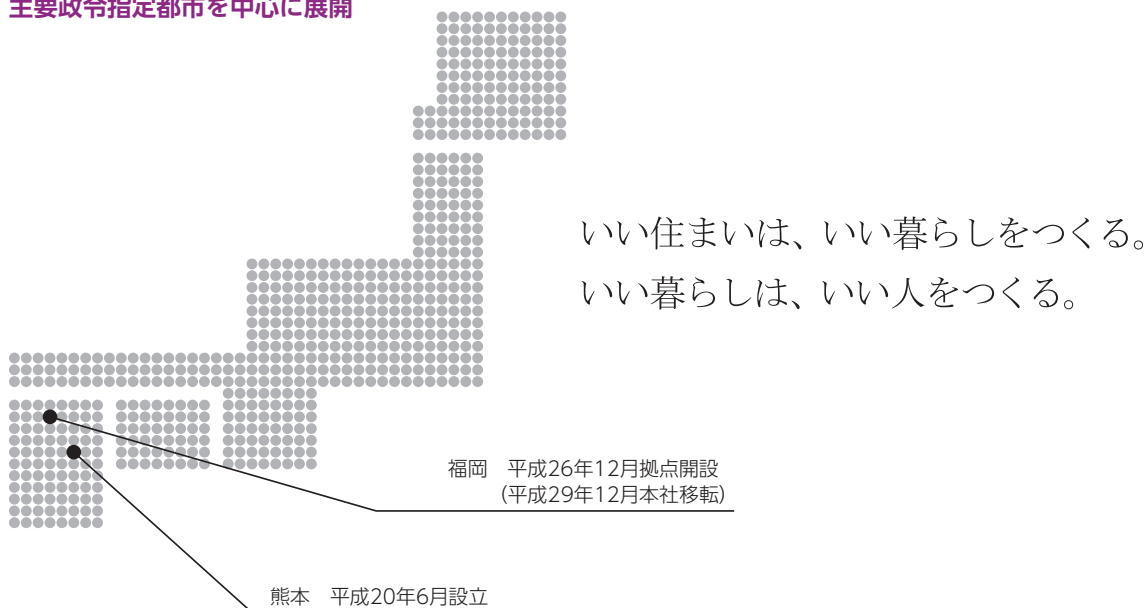 主要政令指定都市を中心に展開
いい住まいは、いい暮らしをつくる。
いい暮らしは、いい人をつくる。
福岡　平成26年12月拠点開設
（平成29年12月本社移転）
熊本　平成20年6月設立